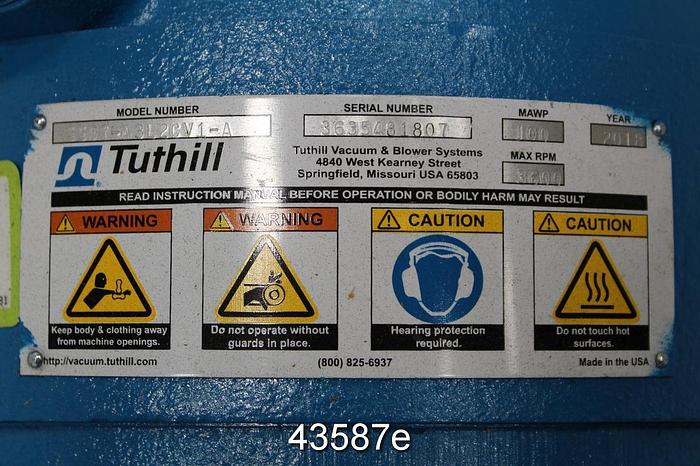 MODEL NUMBER
SERIAL NUMBER
3635481807
MAWP
100
YEAR
Tuthill
Tuthill Vacuum & Blower Systems
4840 West Kearney Street
Springfield, Missouri USA 65803
MAX RPM
3600
READ INSTRUCTION MANUAL BEFORE OPERATION OR BODILY HARM MAY RESULT
WARNING
Keep body & clothing away
from machine openings.
WARNING
Do not operate without
guards in place.
CAUTION
Hearing protection
required.
CAUTION
Do not touch hot
surfaces.
http://vacuum.tuthill.com
(800) 825-6937
Made in the USA
43587e